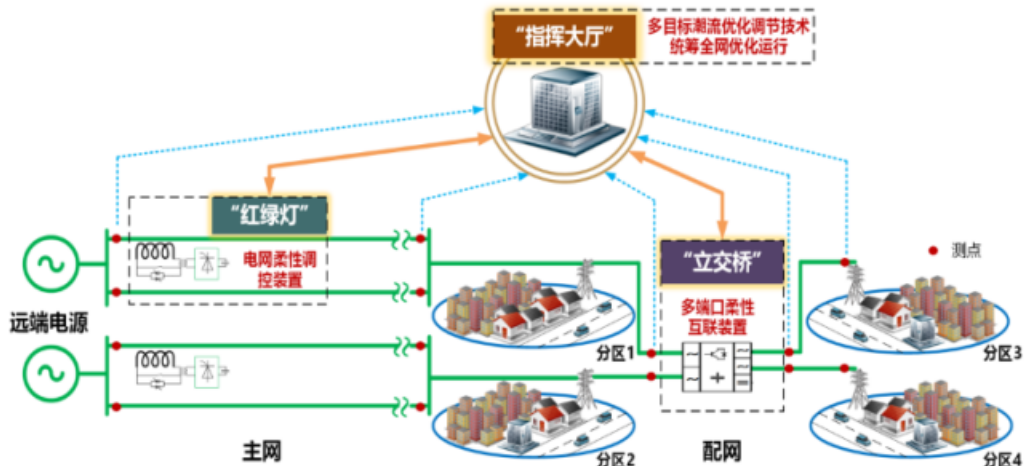 “指挥大厅”
多目标潮流优化调节技术
统筹全网优化运行
“红绿灯”
电网柔性调
控装置
“立交桥”
多端口柔性
互联装置
测点
远端电源
分区1
分区3
主网
分区2
配网
分区4